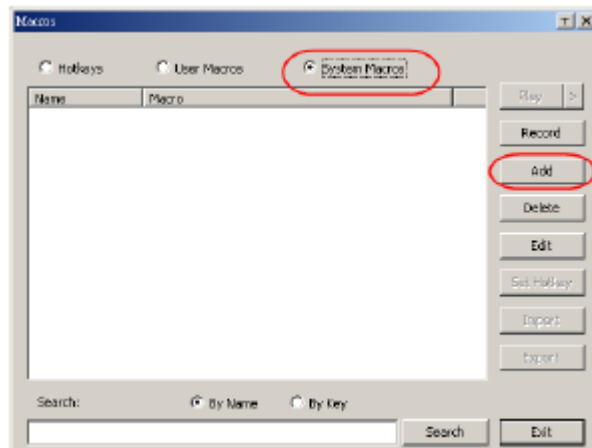 Macros
Hotkeys User Macros System Macros
Name Macro
Play >
Record
Add
Delete
Edit
Set Hotkey
Import
Export
Search: By Name By Key
Search Exit